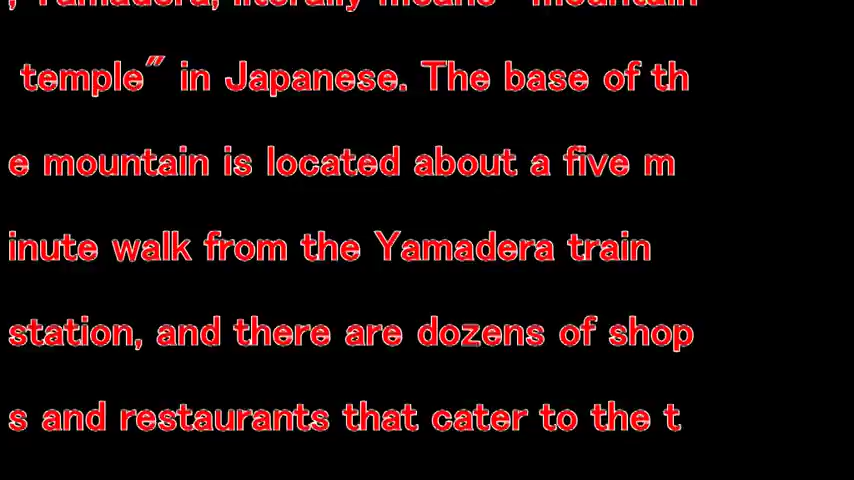 , Yamadera, literally means "mountain
temple" in Japanese. The base of th
e mountain is located about a five m
inute walk from the Yamadera train
station, and there are dozens of shop
s and restaurants that cater to the t